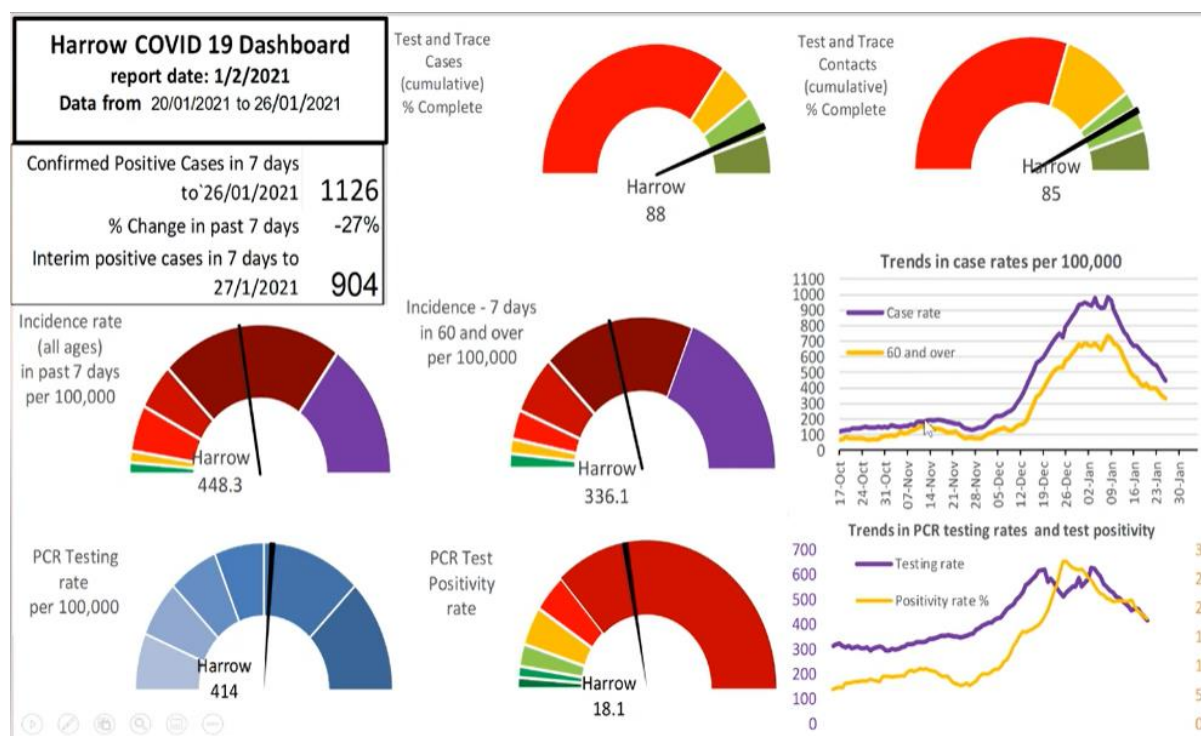 Harrow COVID 19 Dashboard
report date: 1/2/2021
Data from 20/01/2021 to 26/01/2021
Confirmed Positive Cases in 7 days
to`26/01/2021 1126
% Change in past 7 days -27%
Interim positive cases in 7 days to
27/1/2021 904
Test and Trace
Cases
(cumulative)
% Complete
Harrow
88
Test and Trace
Contacts
(cumulative)
% Complete
Harrow
85
Incidence rate
(all ages)
in past 7 days
per 100,000
Harrow
448.3
Incidence - 7 days
in 60 and over
per 100,000
Harrow
336.1
Trends in case rates per 100,000
1100
1000
900
800
700
600
500
400
300
200
100
0
Case rate
60 and over
17-Oct
24-Oct
31-Oct
07-Nov
14-Nov
21-Nov
28-Nov
05-Dec
12-Dec
19-Dec
26-Dec
02-Jan
09-Jan
16-Jan
23-Jan
30-Jan
PCR Testing
rate
per 100,000
Harrow
414
PCR Test
Positivity
rate
Harrow
18.1
Trends in PCR testing rates and test positivity
700
600
500
400
300
200
100
0
Testing rate
Positivity rate %
3
2
2
1
1
5
0